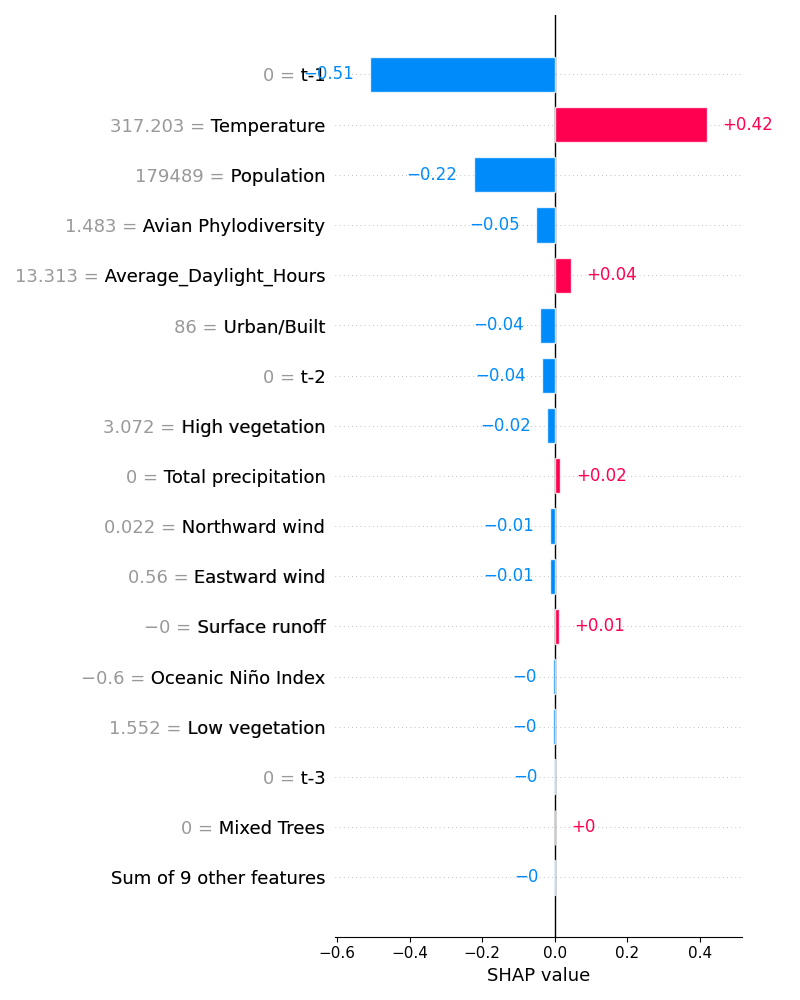 0 = t-1 −0.51
317.203 = Temperature +0.42
179489 = Population −0.22
1.483 = Avian Phylodiversity −0.05
13.313 = Average_Daylight_Hours +0.04
86 = Urban/Built −0.04
0 = t-2 −0.04
3.072 = High vegetation −0.02
0 = Total precipitation +0.02
0.022 = Northward wind −0.01
0.56 = Eastward wind −0.01
−0 = Surface runoff +0.01
−0.6 = Oceanic Niño Index −0
1.552 = Low vegetation −0
0 = t-3 −0
0 = Mixed Trees +0
Sum of 9 other features −0
−0.6 −0.4 −0.2 0.0 0.2 0.4
SHAP value